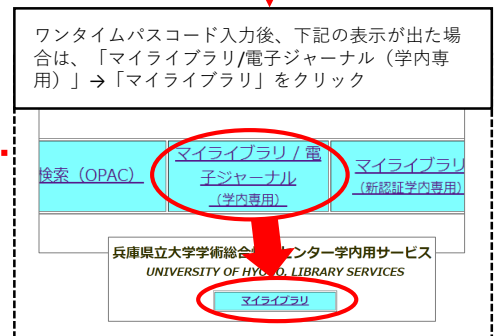 ワンタイムパスコード入力後、下記の表示が出た場
合は、「マイライブラリ/電子ジャーナル（学内専
用）」→「マイライブラリ」をクリック
検索（OPAC）
マイライブラリ / 電
子ジャーナル
（学内専用）
マイライブラリ
（新認証学内専用）
兵庫県立大学学術総合 センター学内用サービス
UNIVERSITY OF LIBRARY SERVICES
マイライブラリ